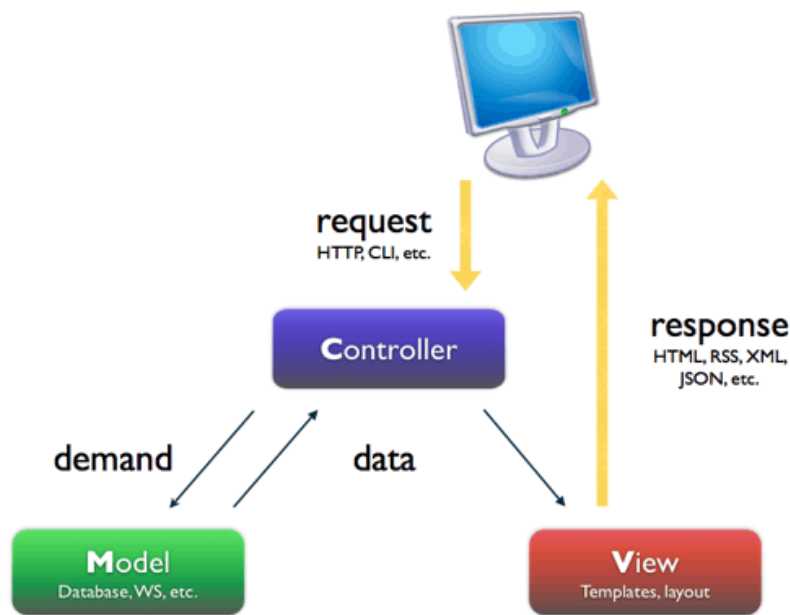 request
HTTP, CLI, etc.
Controller
response
HTML, RSS, XML,
JSON, etc.
demand
data
Model
Database, WS, etc.
View
Templates, layout